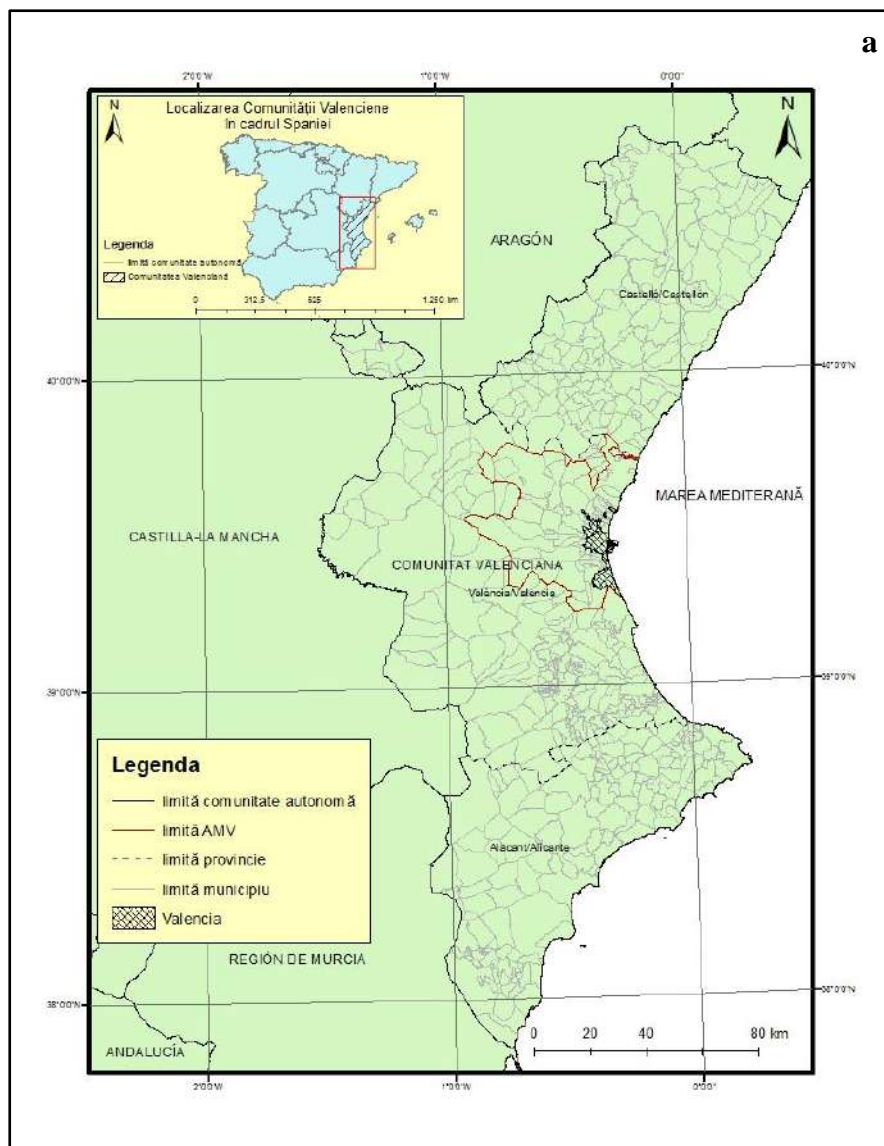 a
2°0'0"W
1°0'0"W
0°0'0"
N
Localizarea Comunității Valenciene
în cadrul Spaniei
Legenda
limită comunitate autonomă
Comunitatea Valenciană
0 312,5 625 1.250 km
N
ARAGÓN
Castelló/Castellón
40°0'0"N
40°0'0"N
MAREA MEDITERANĂ
CASTILLA-LA MANCHA
COMUNITAT VALENCIANA
València/Valencia
39°0'0"N
39°0'0"N
Legenda
limită comunitate autonomă
limită AMV
limită provincie
limită municipiu
Valencia
Alacant/Alicante
REGIÓN DE MURCIA
38°0'0"N
38°0'0"N
0 20 40 80 km
ANDALUCÍA
2°0'0"W
1°0'0"W
0°0'0"